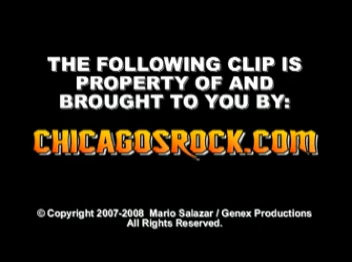 THE FOLLOWING CLIP IS
PROPERTY OF AND
BROUGHT TO YOU BY:
CHICAGOSROCK.COM
© Copyright 2007-2008 Mario Salazar / Genex Productions
All Rights Reserved.